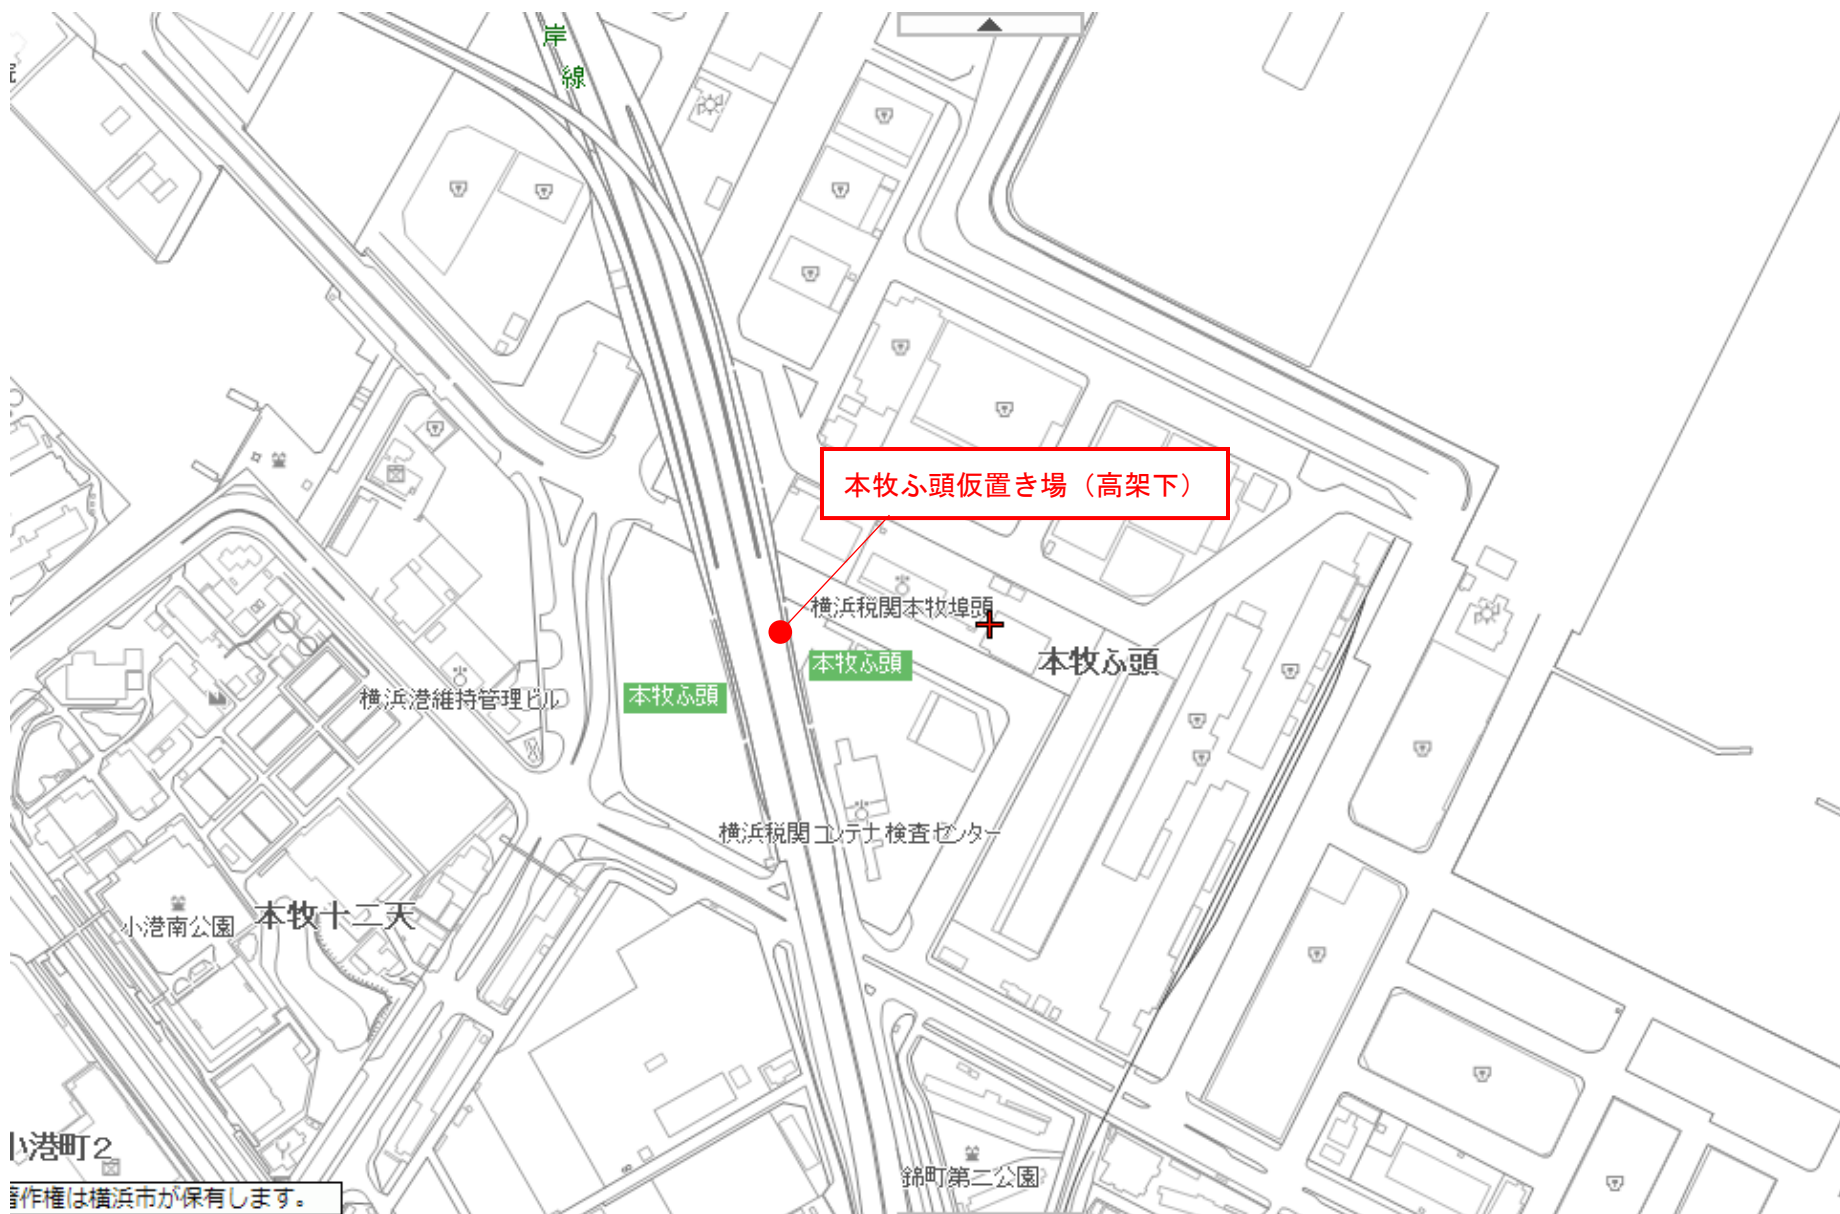 岸
線
本牧ふ頭仮置き場（高架下）
横浜税関本牧埠頭
本牧ふ頭
本牧ふ頭
本牧ふ頭
横浜港維持管理ビル
横浜税関コンテナ検査センター
本牧十二天
小港南公園
小港町2
錦町第二公園
著作権は横浜市が保有します。